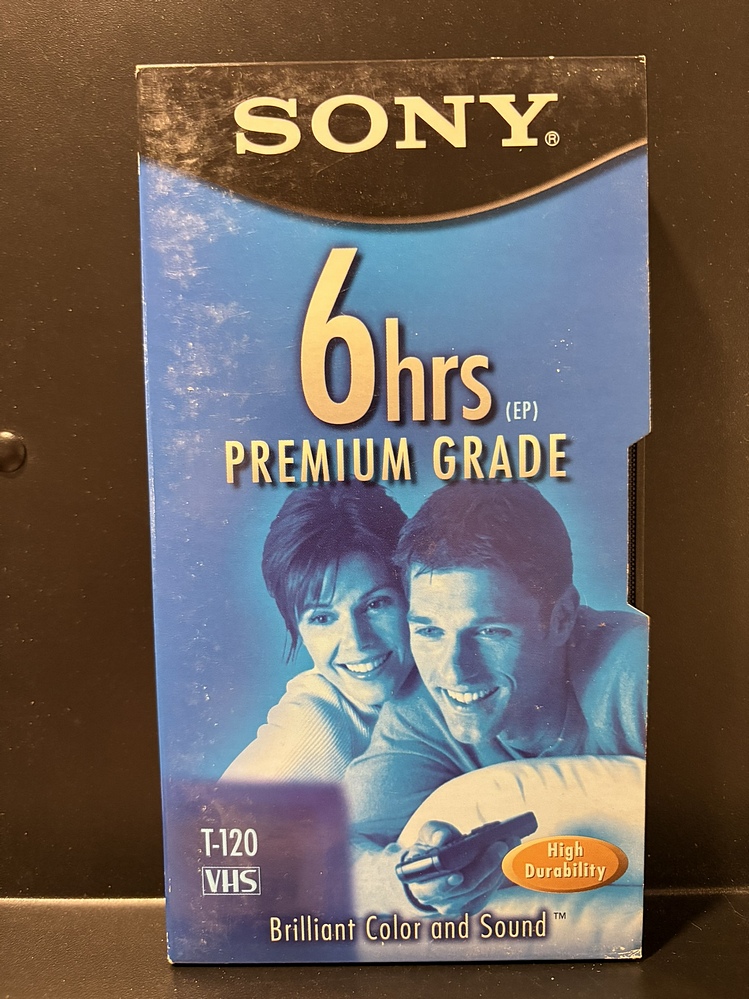 SONY®
6hrs (EP)
PREMIUM GRADE
T-120
VHS
High
Durability
Brilliant Color and Sound™